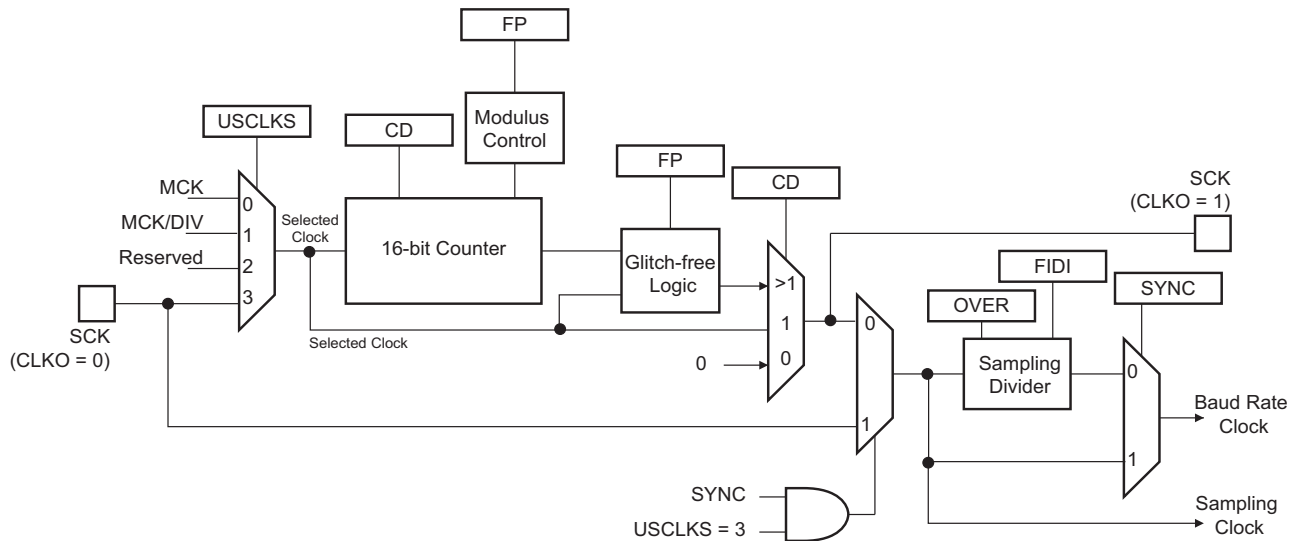 FP
USCLKS
CD
Modulus
Control
FP
CD
SCK
(CLKO = 1)
MCK
MCK/DIV
Reserved
0
1
2
3
Selected
Clock
16-bit Counter
Glitch-free
Logic
>1
1
0
0
SCK
(CLKO = 0)
Selected Clock
0
1
FIDI
OVER
SYNC
Sampling
Divider
0
1
Baud Rate
Clock
SYNC
USCLKS = 3
Sampling
Clock